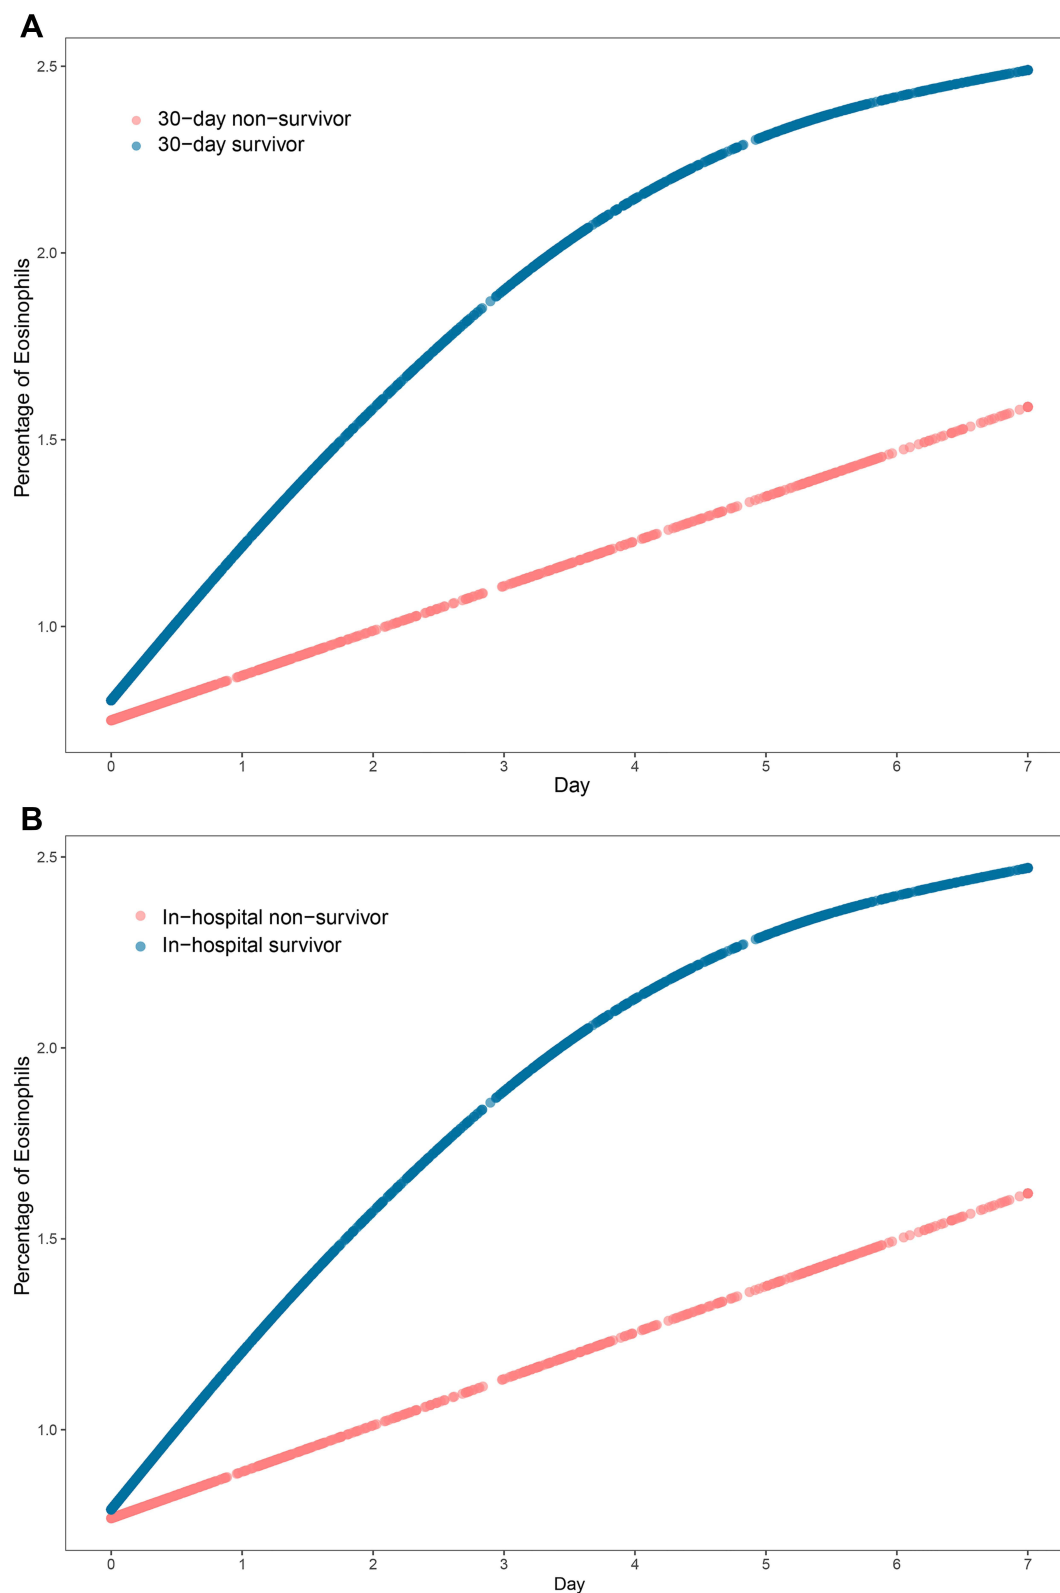 A
2.5
30−day non−survivor
30−day survivor
2.0
Percentage of Eosinophils
1.5
1.0
0 1 2 3 4 5 6 7
Day
B
2.5
In−hospital non−survivor
In−hospital survivor
2.0
Percentage of Eosinophils
1.5
1.0
0 1 2 3 4 5 6 7
Day